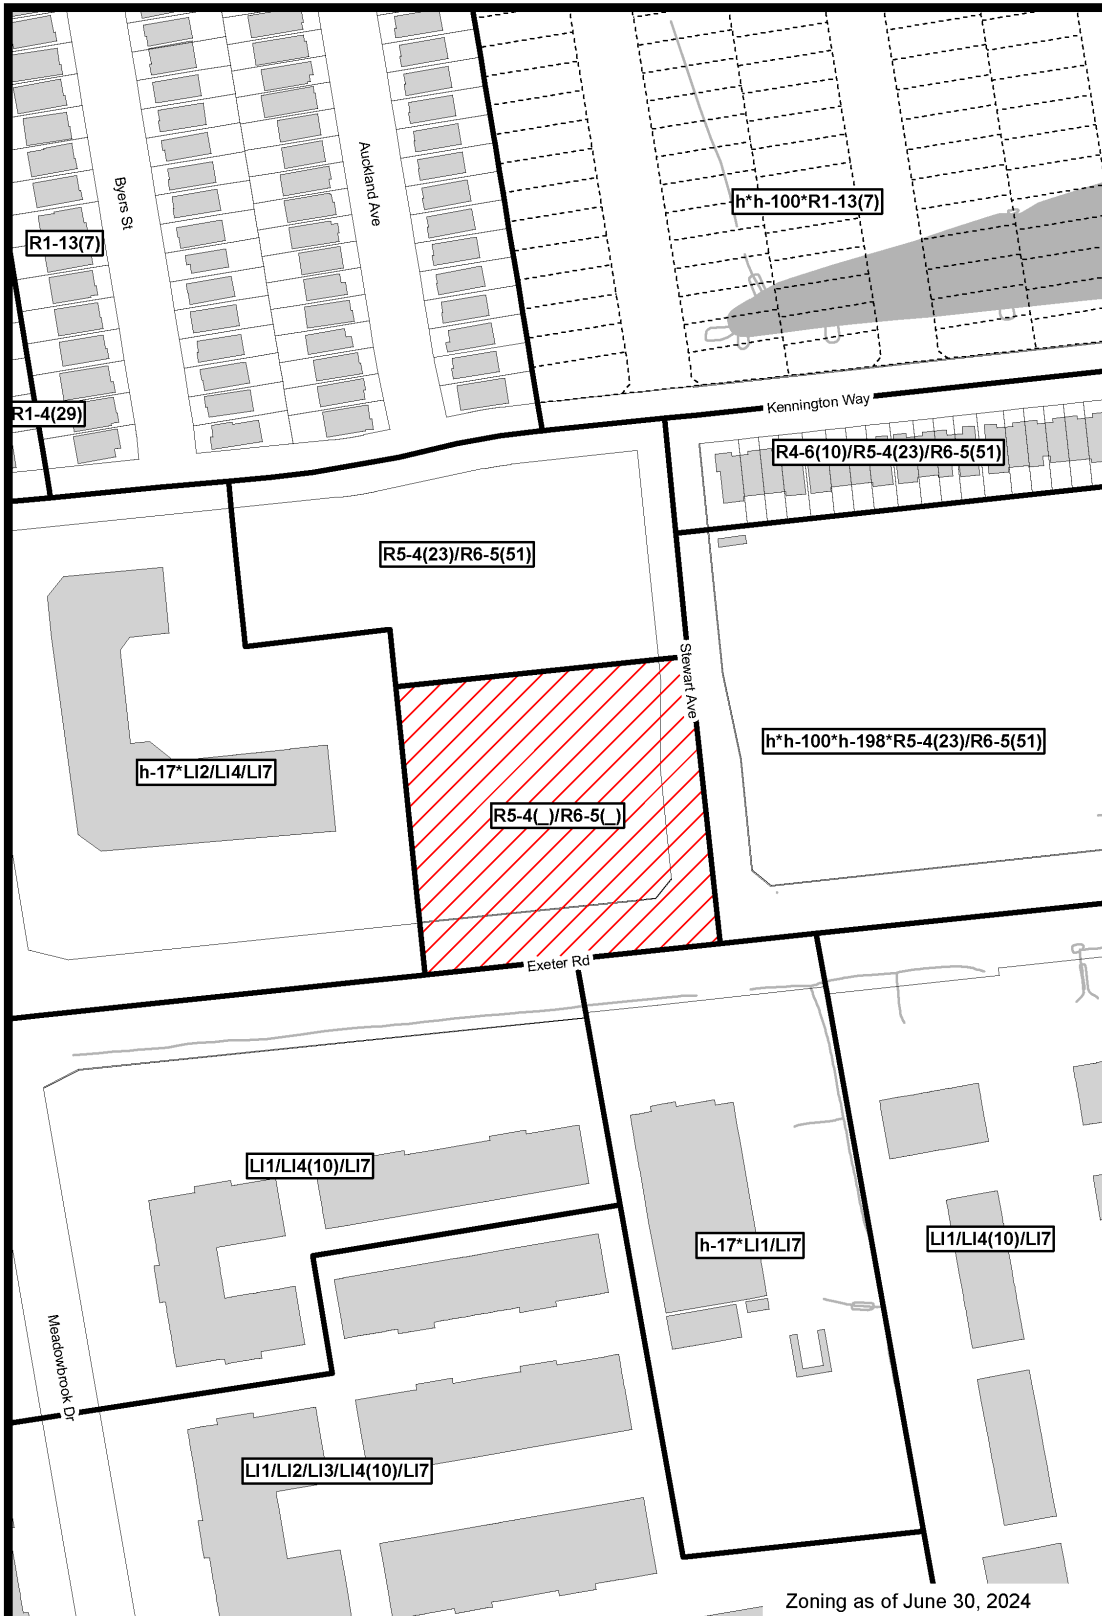 Byers St
Auckland Ave
h*h-100*R1-13(7)
R1-13(7)
R1-4(29)
Kennington Way
R4-6(10)/R5-4(23)/R6-5(51)
R5-4(23)/R6-5(51)
Stewart Ave
h*h-100*h-198*R5-4(23)/R6-5(51)
h-17*LI2/LI4/LI7
R5-4(_)/R6-5(_)
Exeter Rd
LI1/LI4(10)/LI7
h-17*LI1/LI7
LI1/LI4(10)/LI7
Meadowbrook Dr
LI1/LI2/LI3/LI4(10)/LI7
Zoning as of June 30, 2024